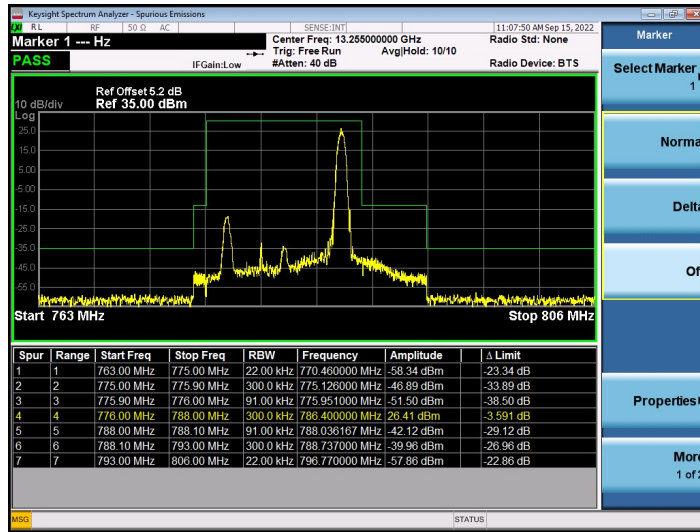 Keysight Spectrum Analyzer - Spurious Emissions
RL RF 50 Ω AC SENSE:INT 11:07:50 AM Sep 15, 2022
Marker 1 --- Hz
Center Freq: 13.255000000 GHz
Radio Std: None
Trig: Free Run Avg|Hold: 10/10
PASS
IFGain:Low #Atten: 40 dB Radio Device: BTS
Ref Offset 5.2 dB
10 dB/div Ref 35.00 dBm
Log
25.0
15.0
5.00
-5.00
-15.0
-25.0
-35.0
-45.0
-55.0
Start 763 MHz Stop 806 MHz
Spur Range Start Freq Stop Freq RBW Frequency Amplitude Δ Limit
1 1 763.00 MHz 775.00 MHz 22.00 kHz 770.460000 MHz -58.34 dBm -23.34 dB
2 2 775.00 MHz 775.90 MHz 300.0 kHz 775.126000 MHz -46.89 dBm -33.89 dB
3 3 775.90 MHz 776.00 MHz 91.00 kHz 775.951000 MHz -51.50 dBm -38.50 dB
4 4 776.00 MHz 788.00 MHz 300.0 kHz 786.400000 MHz 26.41 dBm -3.591 dB
5 5 788.00 MHz 788.10 MHz 91.00 kHz 788.036167 MHz -42.12 dBm -29.12 dB
6 6 788.10 MHz 793.00 MHz 300.0 kHz 788.737000 MHz -39.96 dBm -26.96 dB
7 7 793.00 MHz 806.00 MHz 22.00 kHz 796.770000 MHz -57.86 dBm -22.86 dB
MSG STATUS
Marker
Select Marker
1
Norma
Delta
Of
Properties
More
1 of 2